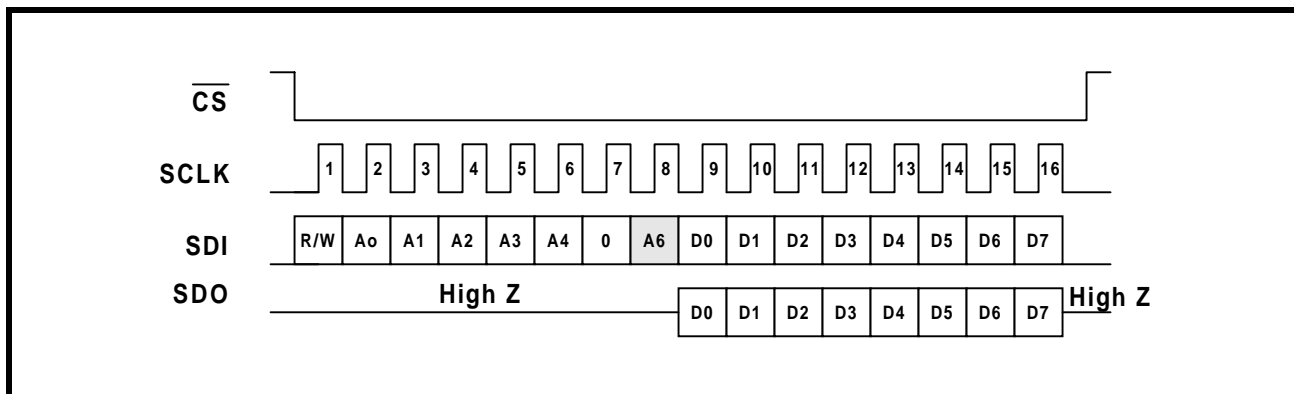 CS
SCLK 1 2 3 4 5 6 7 8 9 10 11 12 13 14 15 16
SDI R/W Ao A1 A2 A3 A4 0 A6 D0 D1 D2 D3 D4 D5 D6 D7
SDO High Z D0 D1 D2 D3 D4 D5 D6 D7 High Z